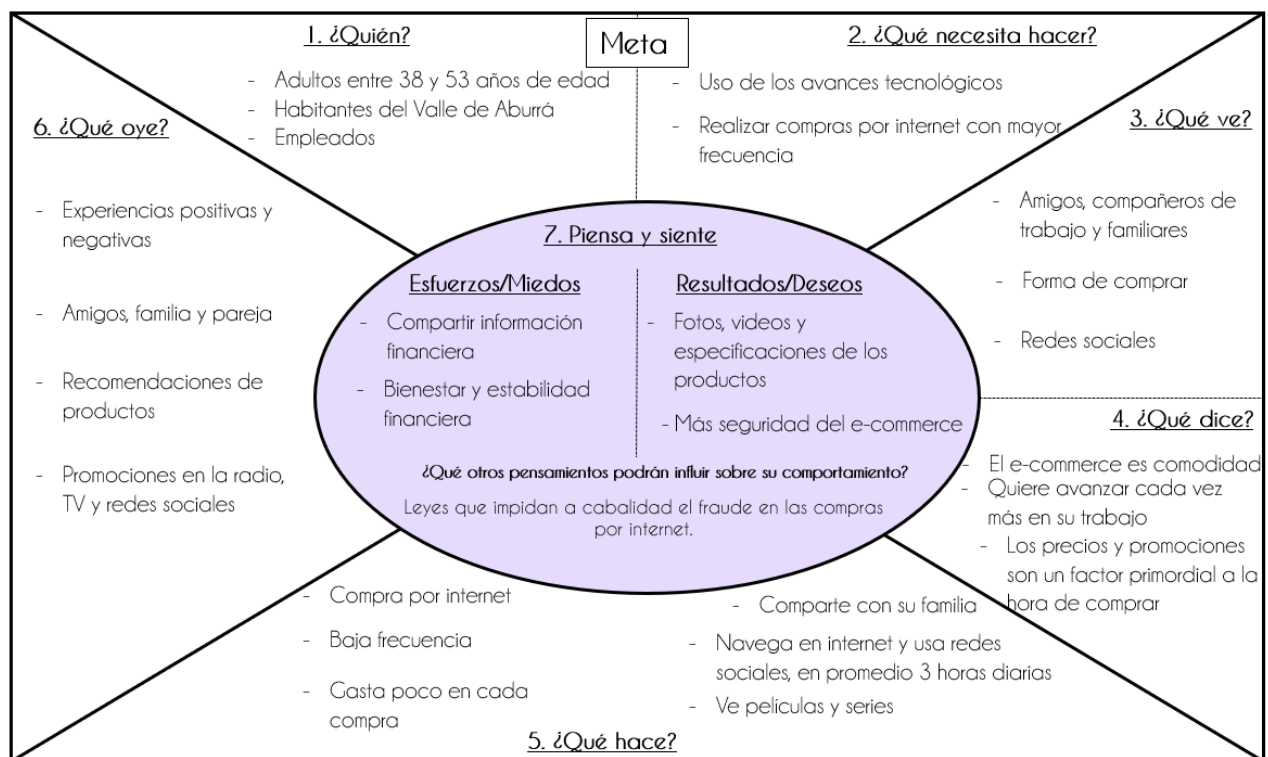 Meta
1. ¿Quién?
- Adultos entre 38 y 53 años de edad
- Habitantes del Valle de Aburrá
- Empleados
2. ¿Qué necesita hacer?
- Uso de los avances tecnológicos
- Realizar compras por internet con mayor
frecuencia
3. ¿Qué ve?
- Amigos, compañeros de
trabajo y familiares
- Forma de comprar
- Redes sociales
4. ¿Qué dice?
- El e-commerce es comodidad
- Quiere avanzar cada vez
más en su trabajo
- Los precios y promociones
son un factor primordial a la
hora de comprar
5. ¿Qué hace?
- Compra por internet
- Baja frecuencia
- Gasta poco en cada
compra
- Comparte con su familia
- Navega en internet y usa redes
sociales, en promedio 3 horas diarias
- Ve películas y series
6. ¿Qué oye?
- Experiencias positivas y
negativas
- Amigos, familia y pareja
- Recomendaciones de
productos
- Promociones en la radio,
TV y redes sociales
7. Piensa y siente
Esfuerzos/Miedos
- Compartir información
financiera
- Bienestar y estabilidad
financiera
Resultados/Deseos
- Fotos, videos y
especificaciones de los
productos
- Más seguridad del e-commerce
¿Qué otros pensamientos podrán influir sobre su comportamiento?
Leyes que impidan a cabalidad el fraude en las compras
por internet.